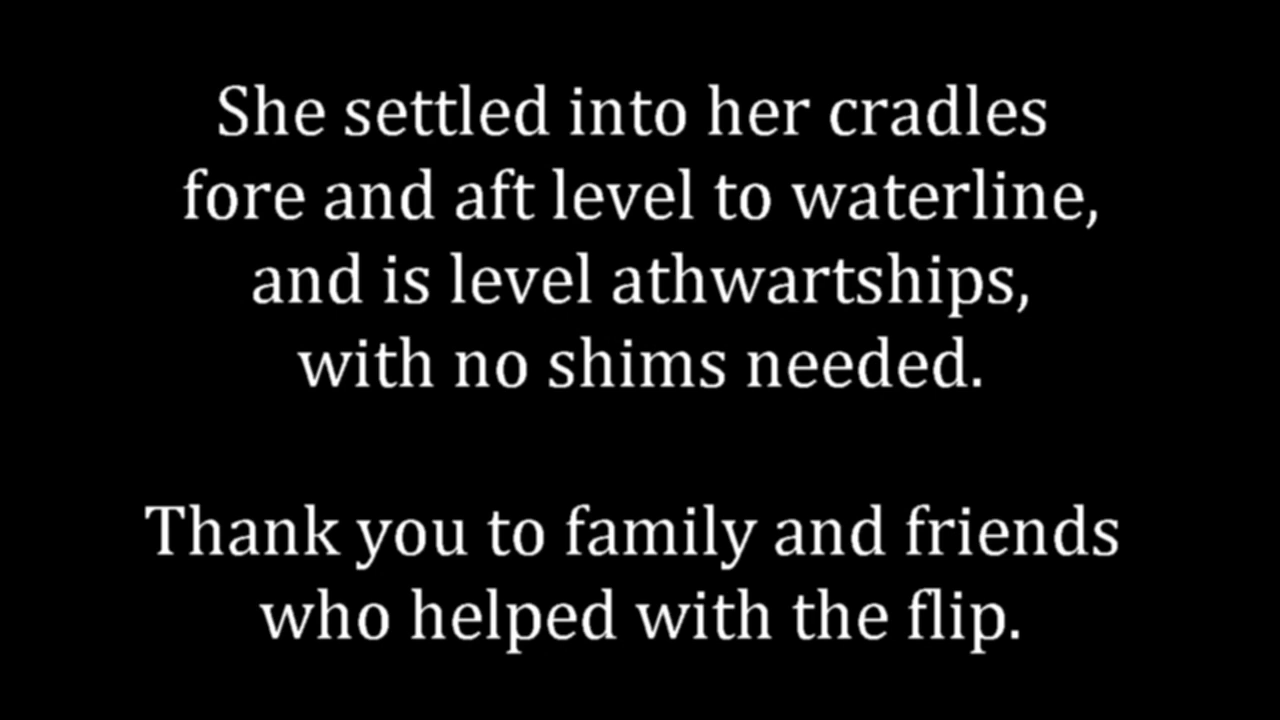 She settled into her cradles
fore and aft level to waterline,
and is level athwartships,
with no shims needed.
Thank you to family and friends
who helped with the flip.